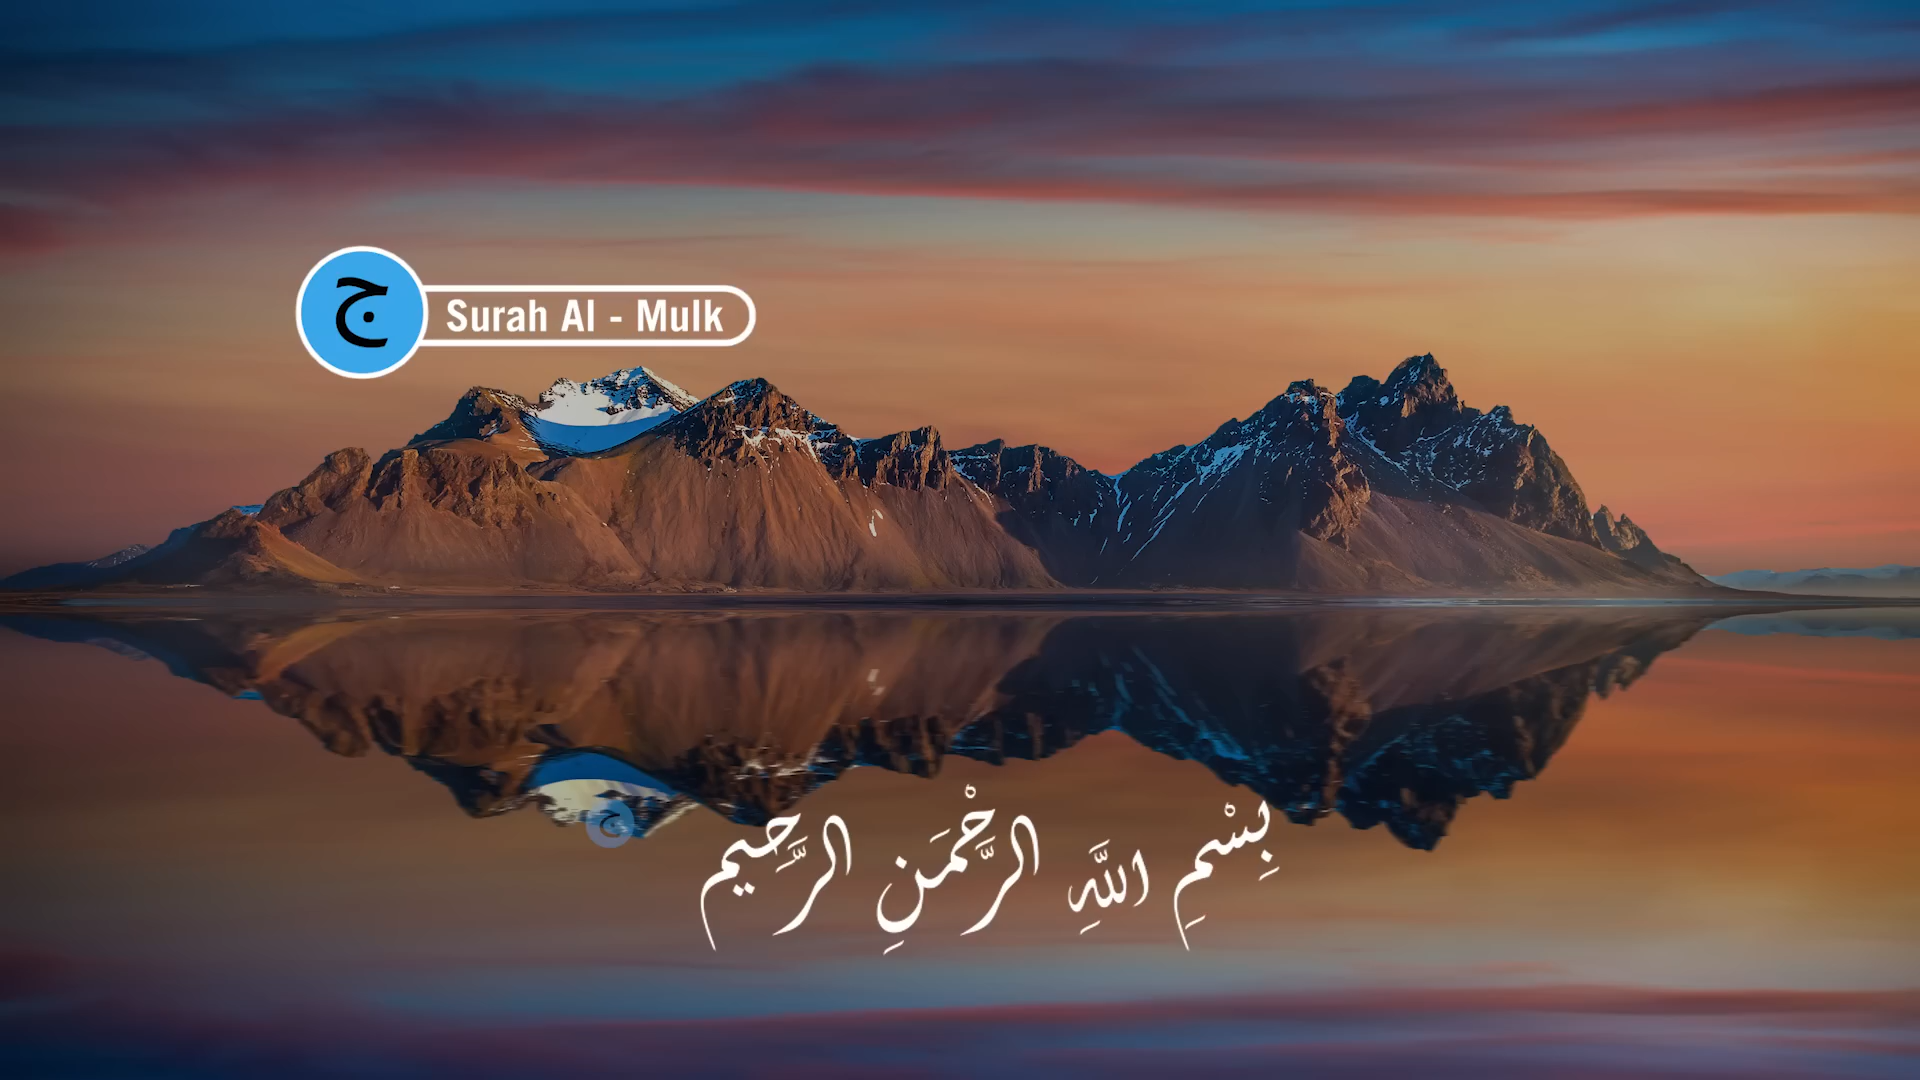 ج
Surah Al - Mulk
ج
بِسْمِ اللَّهِ الرَّحْمَنِ الرَّحِيم